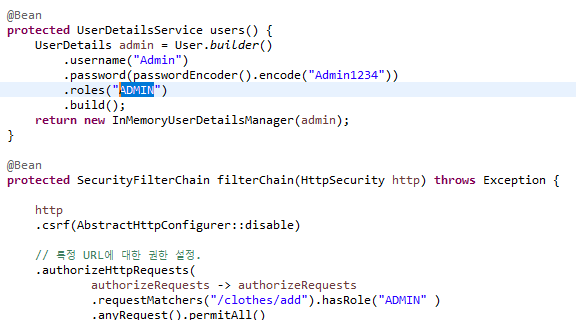 @Bean
protected UserDetailsService users() {
    UserDetails admin = User.builder()
        .username("Admin")
        .password(passwordEncoder().encode("Admin1234"))
        .roles("ADMIN")
        .build();
    return new InMemoryUserDetailsManager(admin);
}

@Bean
protected SecurityFilterChain filterChain(HttpSecurity http) throws Exception {

    http
    .csrf(AbstractHttpConfigurer::disable)

    // 특정 URL에 대한 권한 설정.
    .authorizeHttpRequests(
            authorizeRequests -> authorizeRequests
            .requestMatchers("/clothes/add").hasRole("ADMIN" )
            .anyRequest().permitAll()